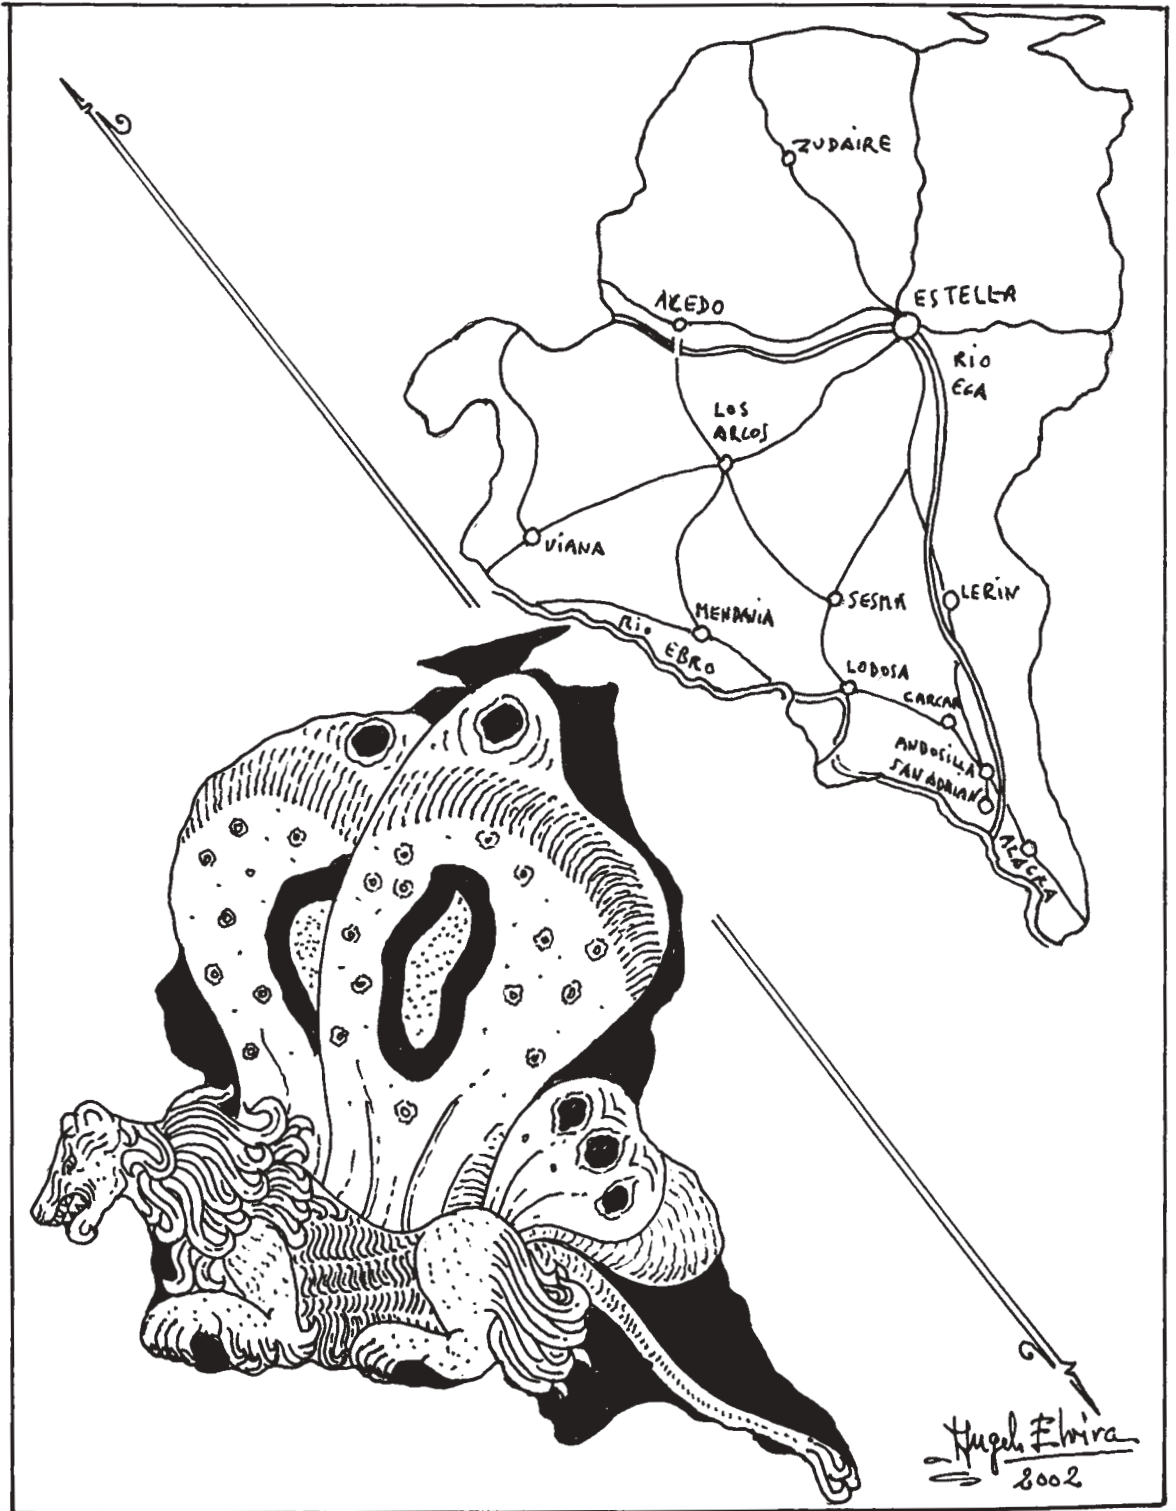 ZUDAIRE
ESTELLA
ACEDO
RIO
EGA
LOS
ARCOS
VIANA
SESMA
LERIN
MENDAVIA
RIO
EBRO
LODOSA
CARCAR
ANDOSILLA
SAN ADRIAN
AZAGRA
Angel Elvira
2002